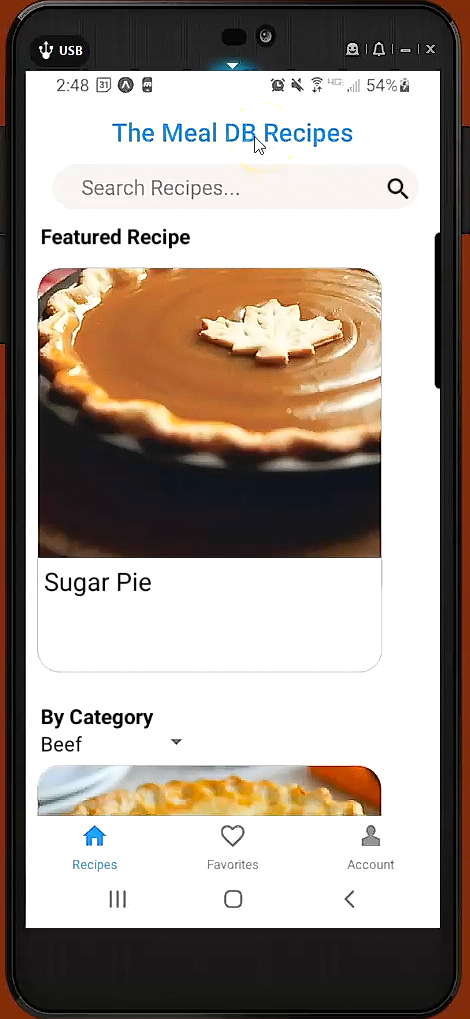 USB
2:48 31
4G 54%
The Meal DB Recipes
Search Recipes...
Featured Recipe
Sugar Pie
By Category
Beef
Recipes Favorites Account